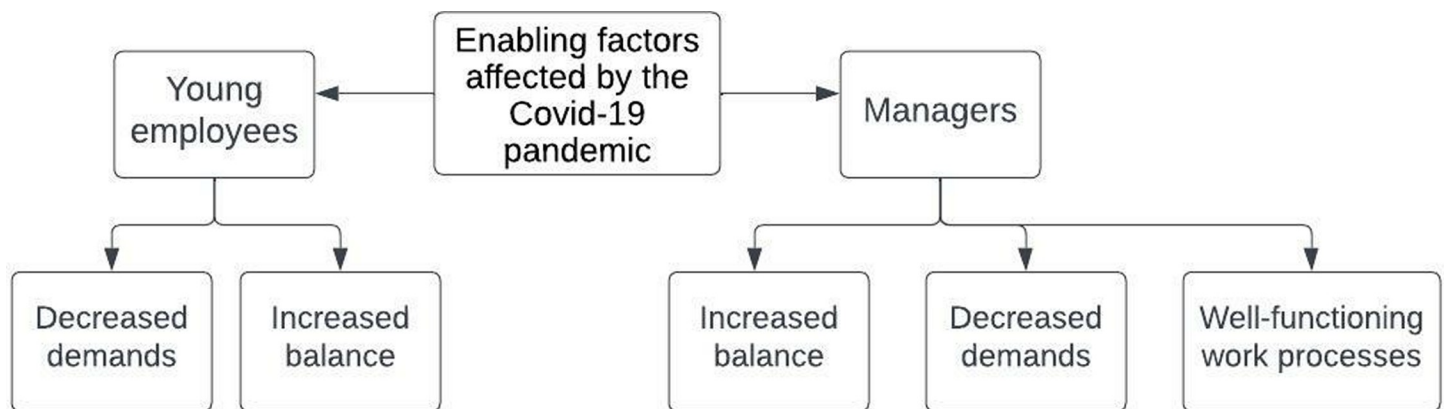 Enabling factors
affected by the
Covid-19
pandemic
Young
employees
Managers
Decreased
demands
Increased
balance
Increased
balance
Decreased
demands
Well-functioning
work processes